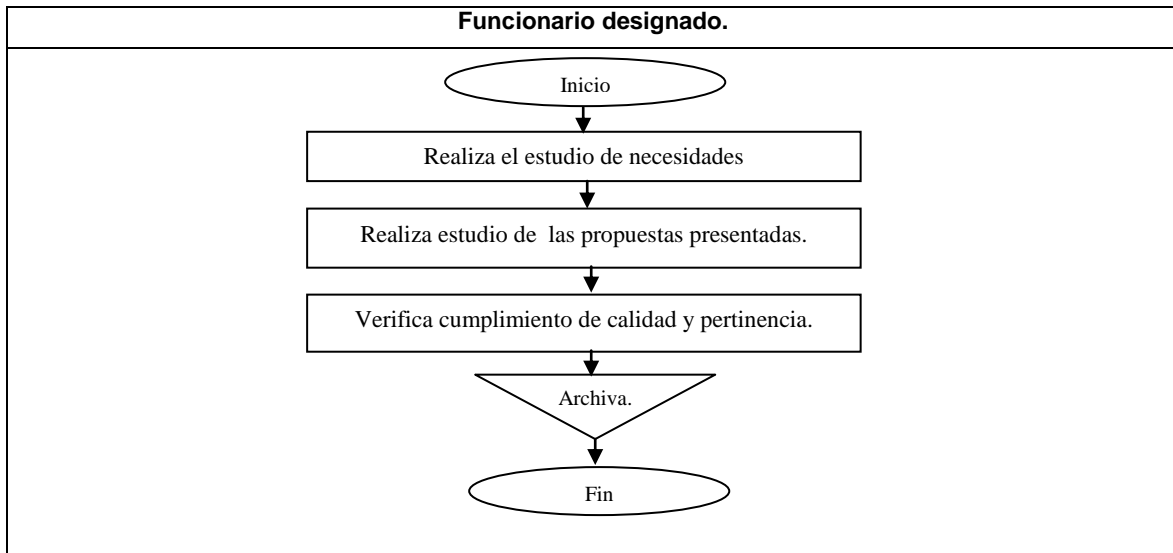 Funcionario designado.
Inicio
Realiza el estudio de necesidades
Realiza estudio de  las propuestas presentadas.
Verifica cumplimiento de calidad y pertinencia.
Archiva.
Fin